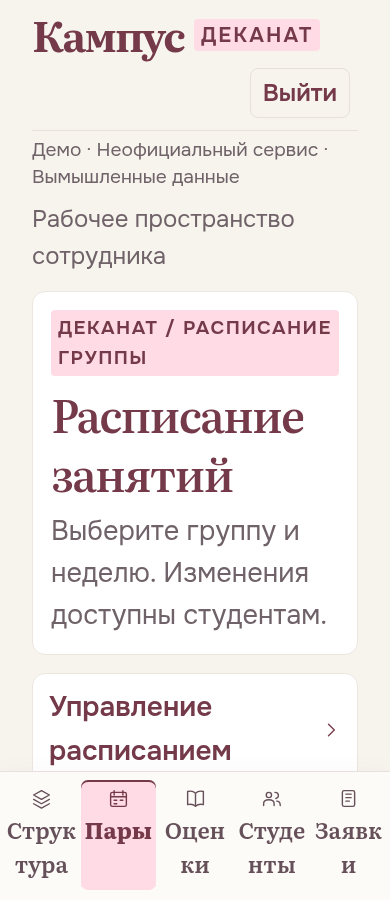 Кампус ДЕКАНАТ
Выйти
Демо · Неофициальный сервис ·
Вымышленные данные
Рабочее пространство
сотрудника
ДЕКАНАТ / РАСПИСАНИЕ
ГРУППЫ
Расписание
занятий
Выберите группу и
неделю. Изменения
доступны студентам.
Управление
расписанием
Струк
тура
Пары
Оцен
ки
Студе
нты
Заявк
и